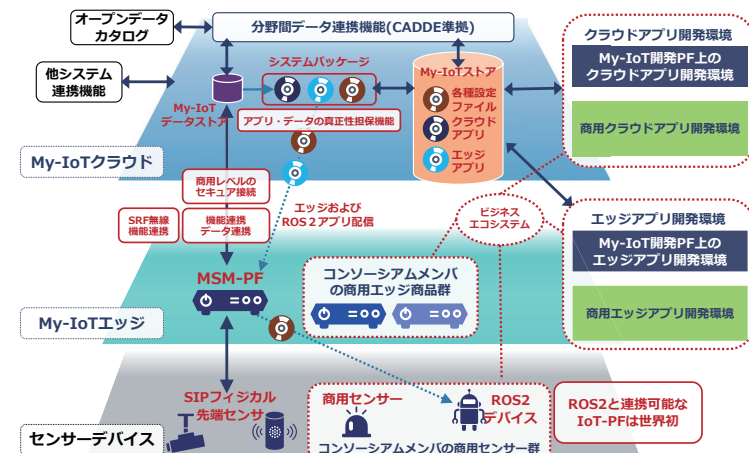 オープンデータ
カタログ
分野間データ連携機能(CADDE準拠)
他システム
連携機能
システムパッケージ
My-IoT
データストア
アプリ・データの真正性担保機能
My-IoTストア
各種設定
ファイル
クラウド
アプリ
エッジ
アプリ
クラウドアプリ開発環境
My-IoT開発PF上の
クラウドアプリ開発環境
商用クラウドアプリ開発環境
My-IoTクラウド
商用レベルの
セキュア接続
SRF無線
機能連携
機能連携
データ連携
エッジおよび
ROS2アプリ配信
ビジネス
エコシステム
エッジアプリ開発環境
My-IoT開発PF上の
エッジアプリ開発環境
商用エッジアプリ開発環境
MSM-PF
コンソーシアムメンバ
の商用エッジ商品群
My-IoTエッジ
SIPフィジカル
先端センサ
商用センサー
ROS2
デバイス
コンソーシアムメンバの商用センサー群
ROS2と連携可能な
IoT-PFは世界初
センサーデバイス